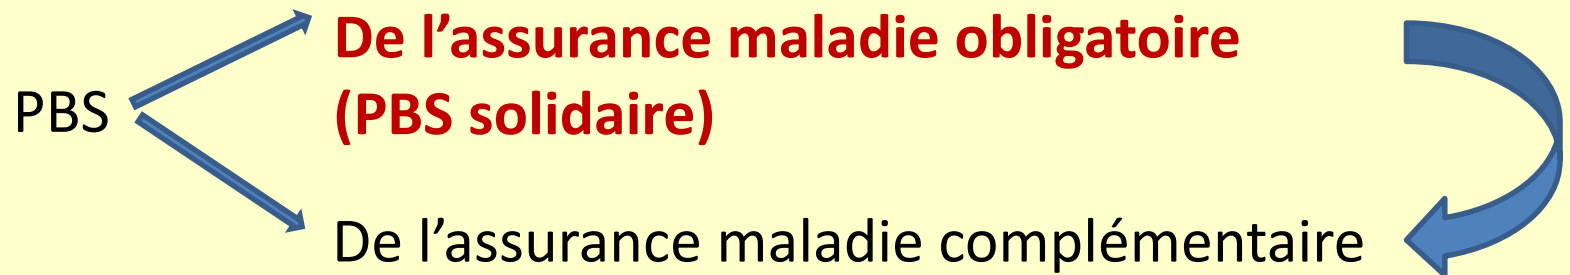 De l’assurance maladie obligatoire
PBS
(PBS solidaire)
De l’assurance maladie complémentaire